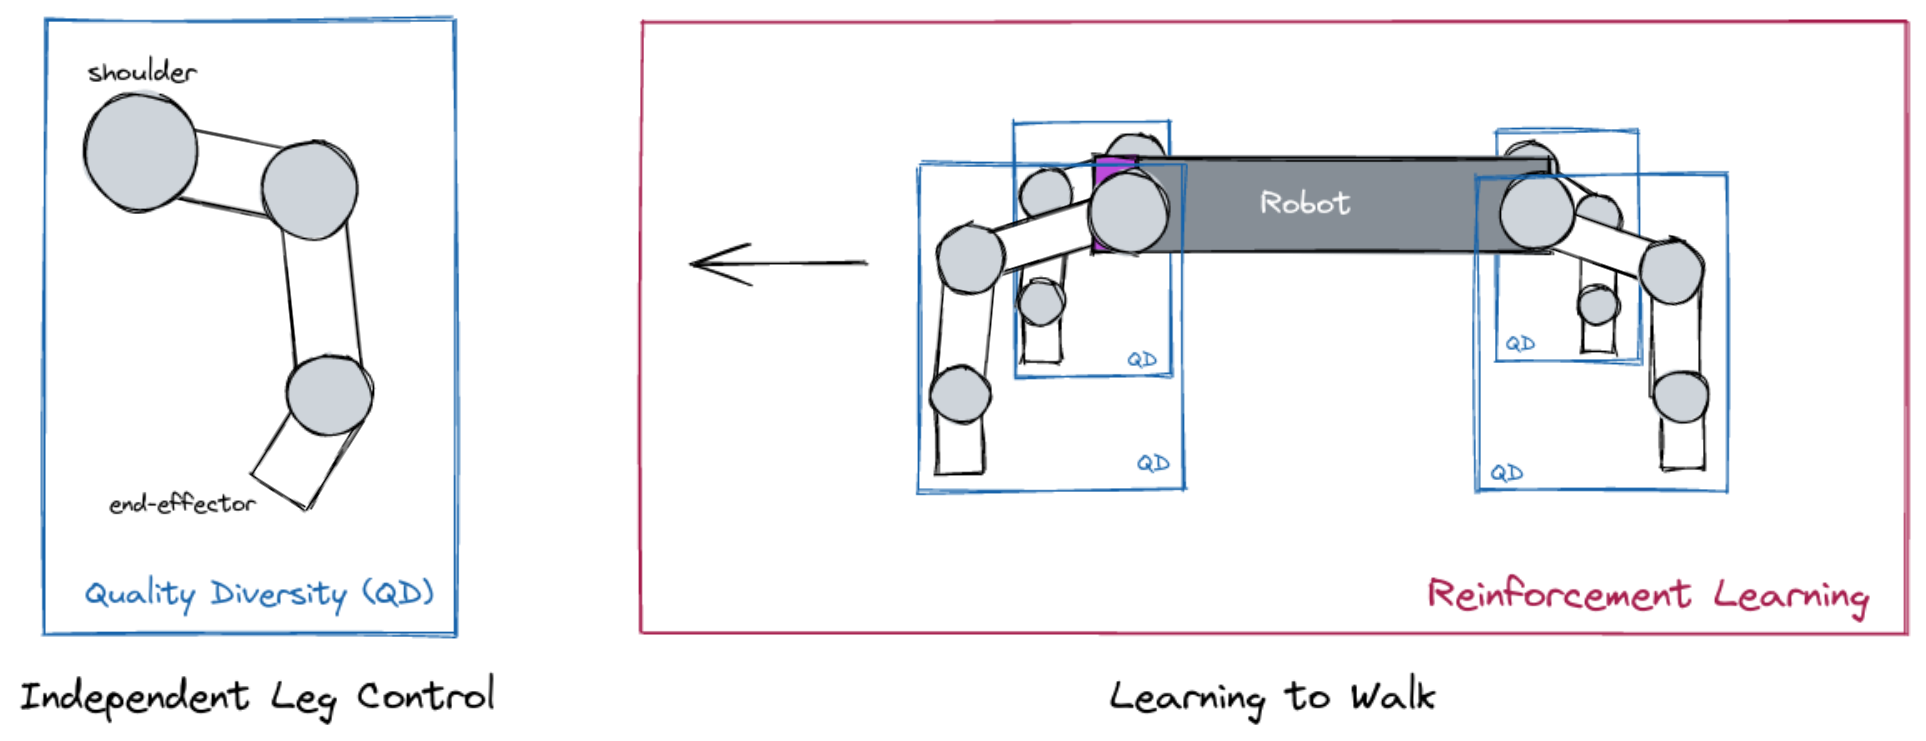 shoulder
end-effector
Quality Diversity (QD)
Independent Leg Control
Robot
QD
QD
QD
QD
Reinforcement Learning
Learning to Walk